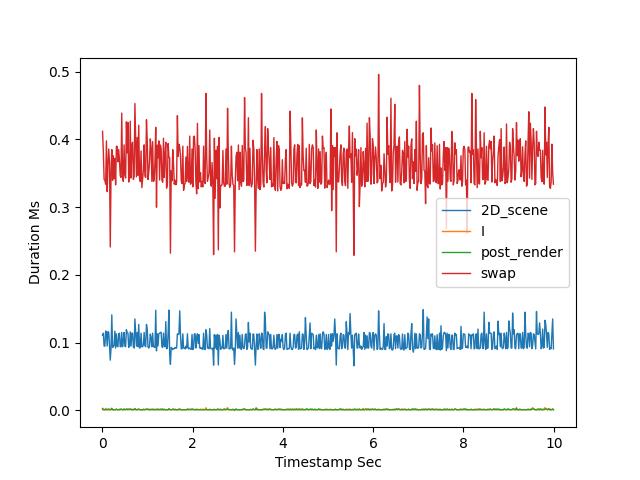 0.5
0.4
0.3
0.2
0.1
0.0
Duration Ms
2D_scene
I
post_render
swap
0 2 4 6 8 10
Timestamp Sec